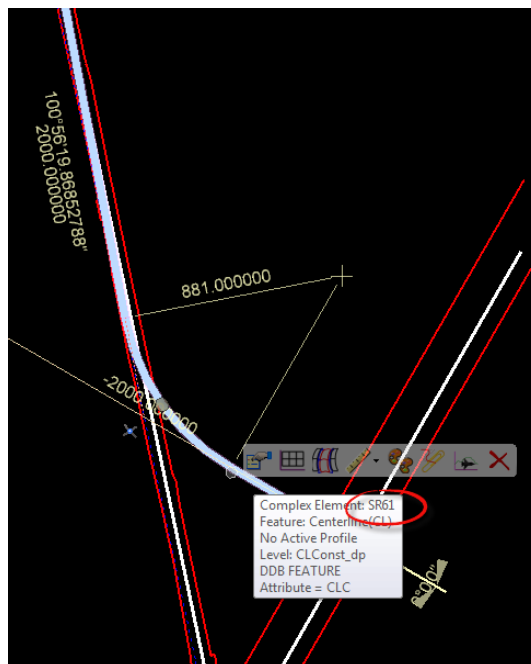 100°56'19.86852788"
2000.000000
881.000000
-2000.000000
Complex Element: SR61
Feature: Centerline(CL)
No Active Profile
Level: CLConst_dp
DDB FEATURE
Attribute = CLC